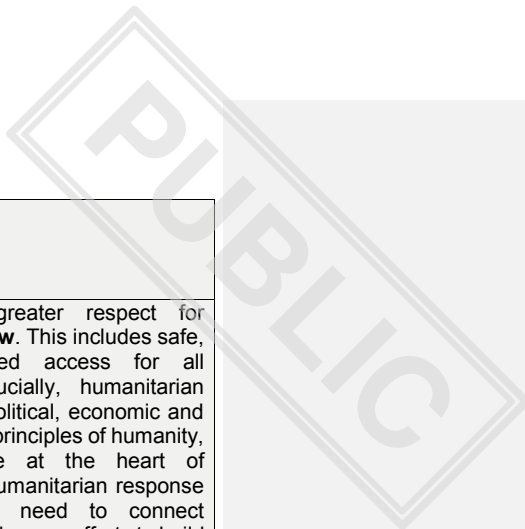 PUBLIC
greater respect for
w. This includes safe,
ed access for all
ucially, humanitarian
olitical, economic and
principles of humanity,
e at the heart of
umanitarian response
need to connect